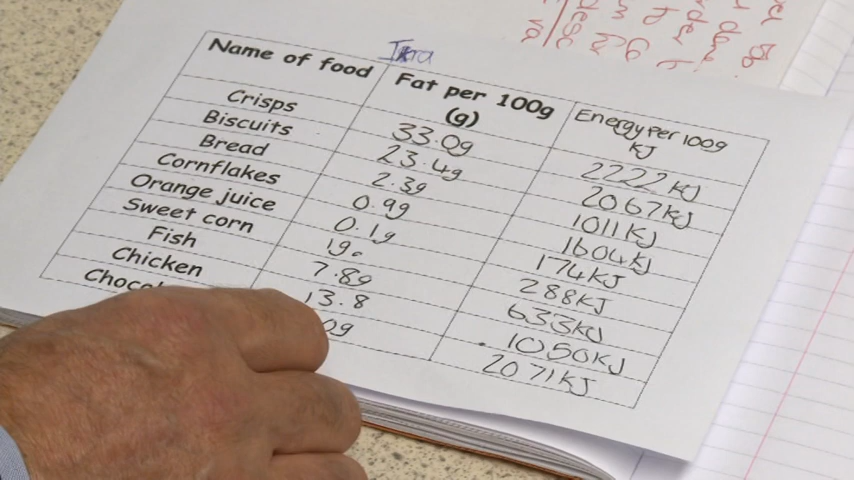 Name of food Fat per 100g (g) Energy Per 100g KJ
Crisps 33.0g 2222KJ
Biscuits 23.4g 2067KJ
Bread 2.3g 1011KJ
Cornflakes 0.9g 1604KJ
Orange juice 0.1g 174KJ
Sweet corn 1g. 288KJ
Fish 7.8g 633KJ
Chicken 13.8 1050KJ
2071KJ